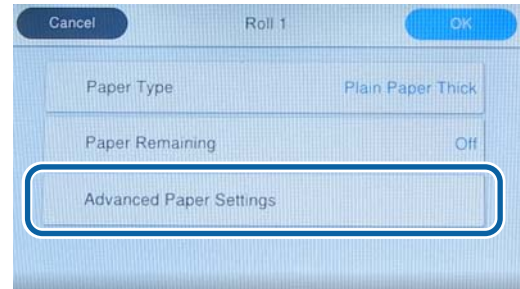 Cancel Roll 1 OK
Paper Type Plain Paper Thick
Paper Remaining Off
Advanced Paper Settings